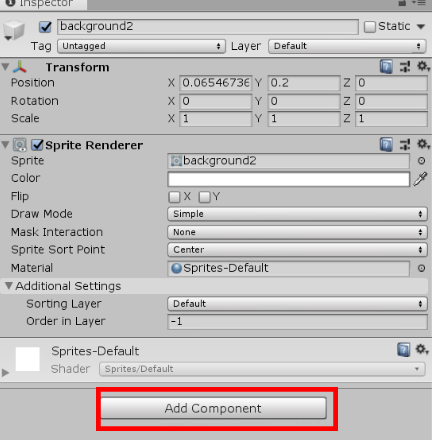 Inspector
background2 Static
Tag Untagged Layer Default
Transform
Position X 0.06546736 Y 0.2 Z 0
Rotation X 0 Y 0 Z 0
Scale X 1 Y 1 Z 1
Sprite Renderer
Sprite background2
Color
Flip X Y
Draw Mode Simple
Mask Interaction None
Sprite Sort Point Center
Material Sprites-Default
Additional Settings
Sorting Layer Default
Order in Layer -1
Sprites-Default
Shader Sprites/Default
Add Component